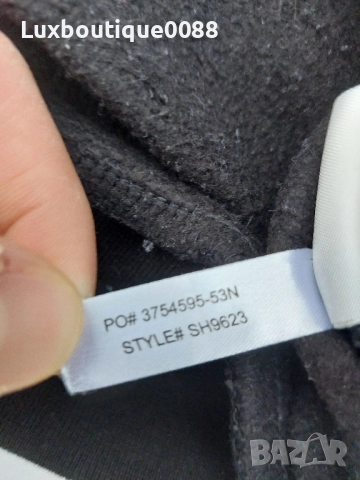 Luxboutique0088
PO# 3754595-53N
STYLE# SH9623
BAZAR